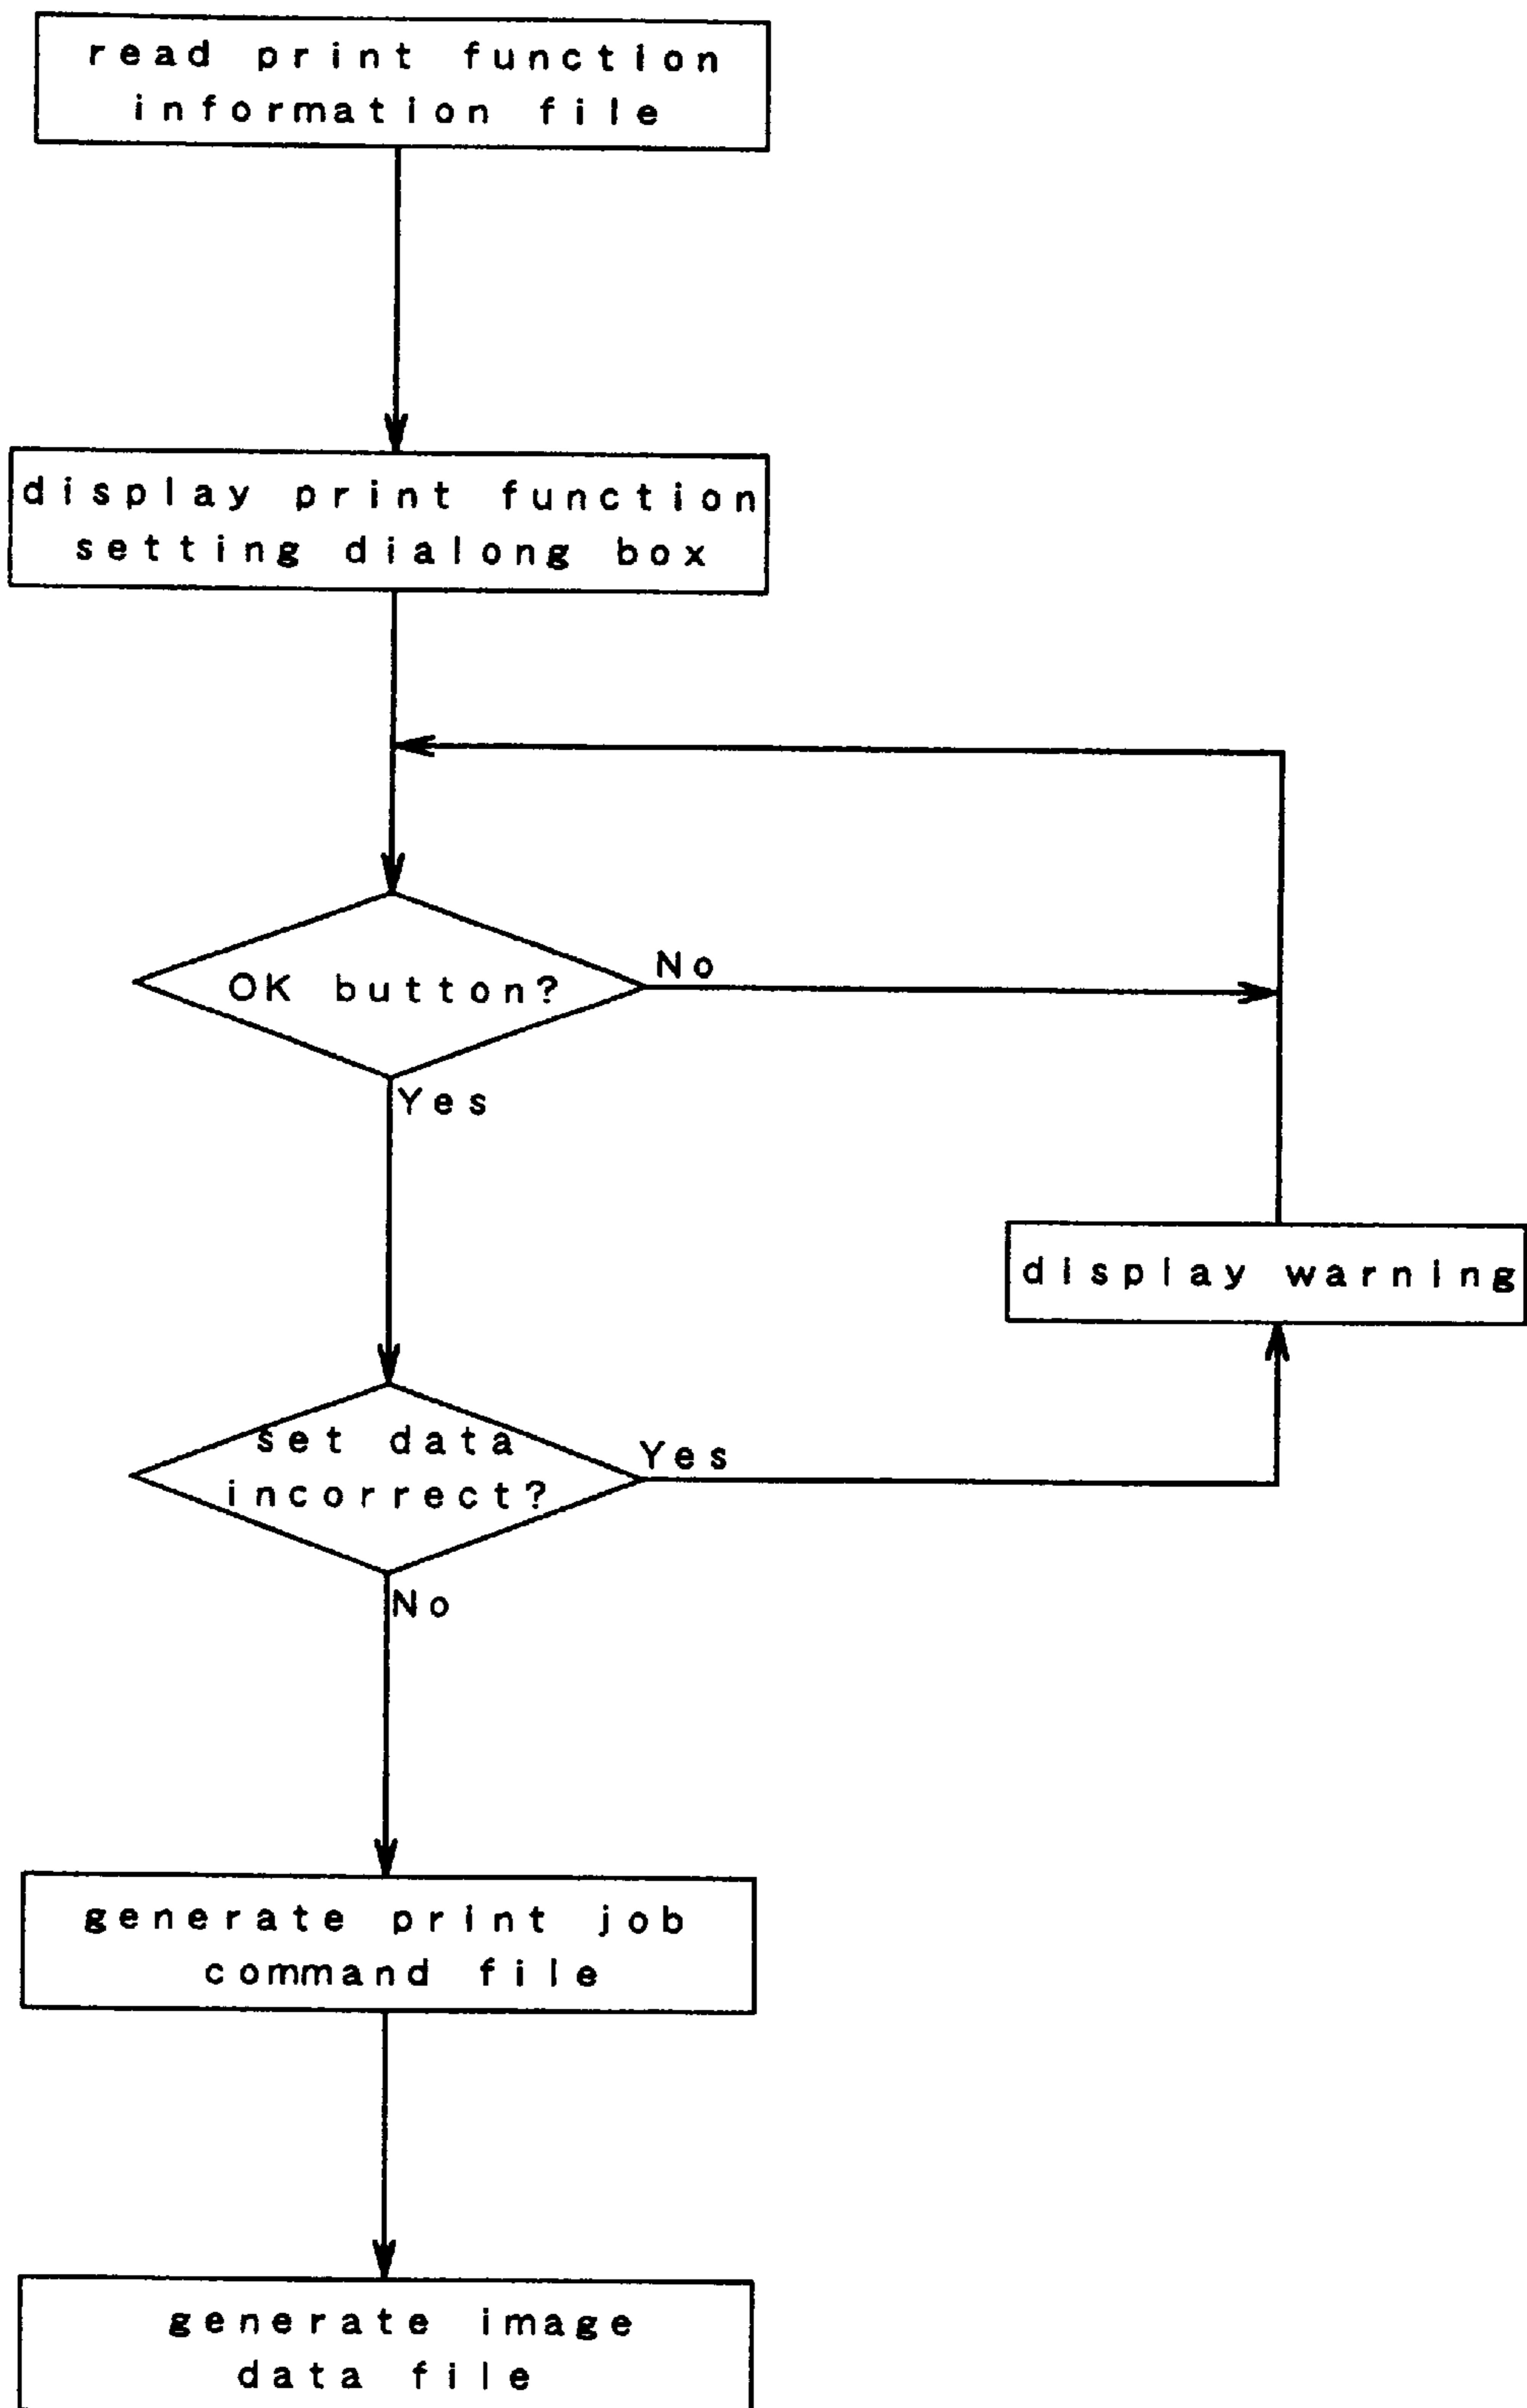 read print function
information file
display print function
setting dialong box
OK button?
No
Yes
display warning
set data
incorrect?
Yes
No
generate print job
command file
generate image
data file